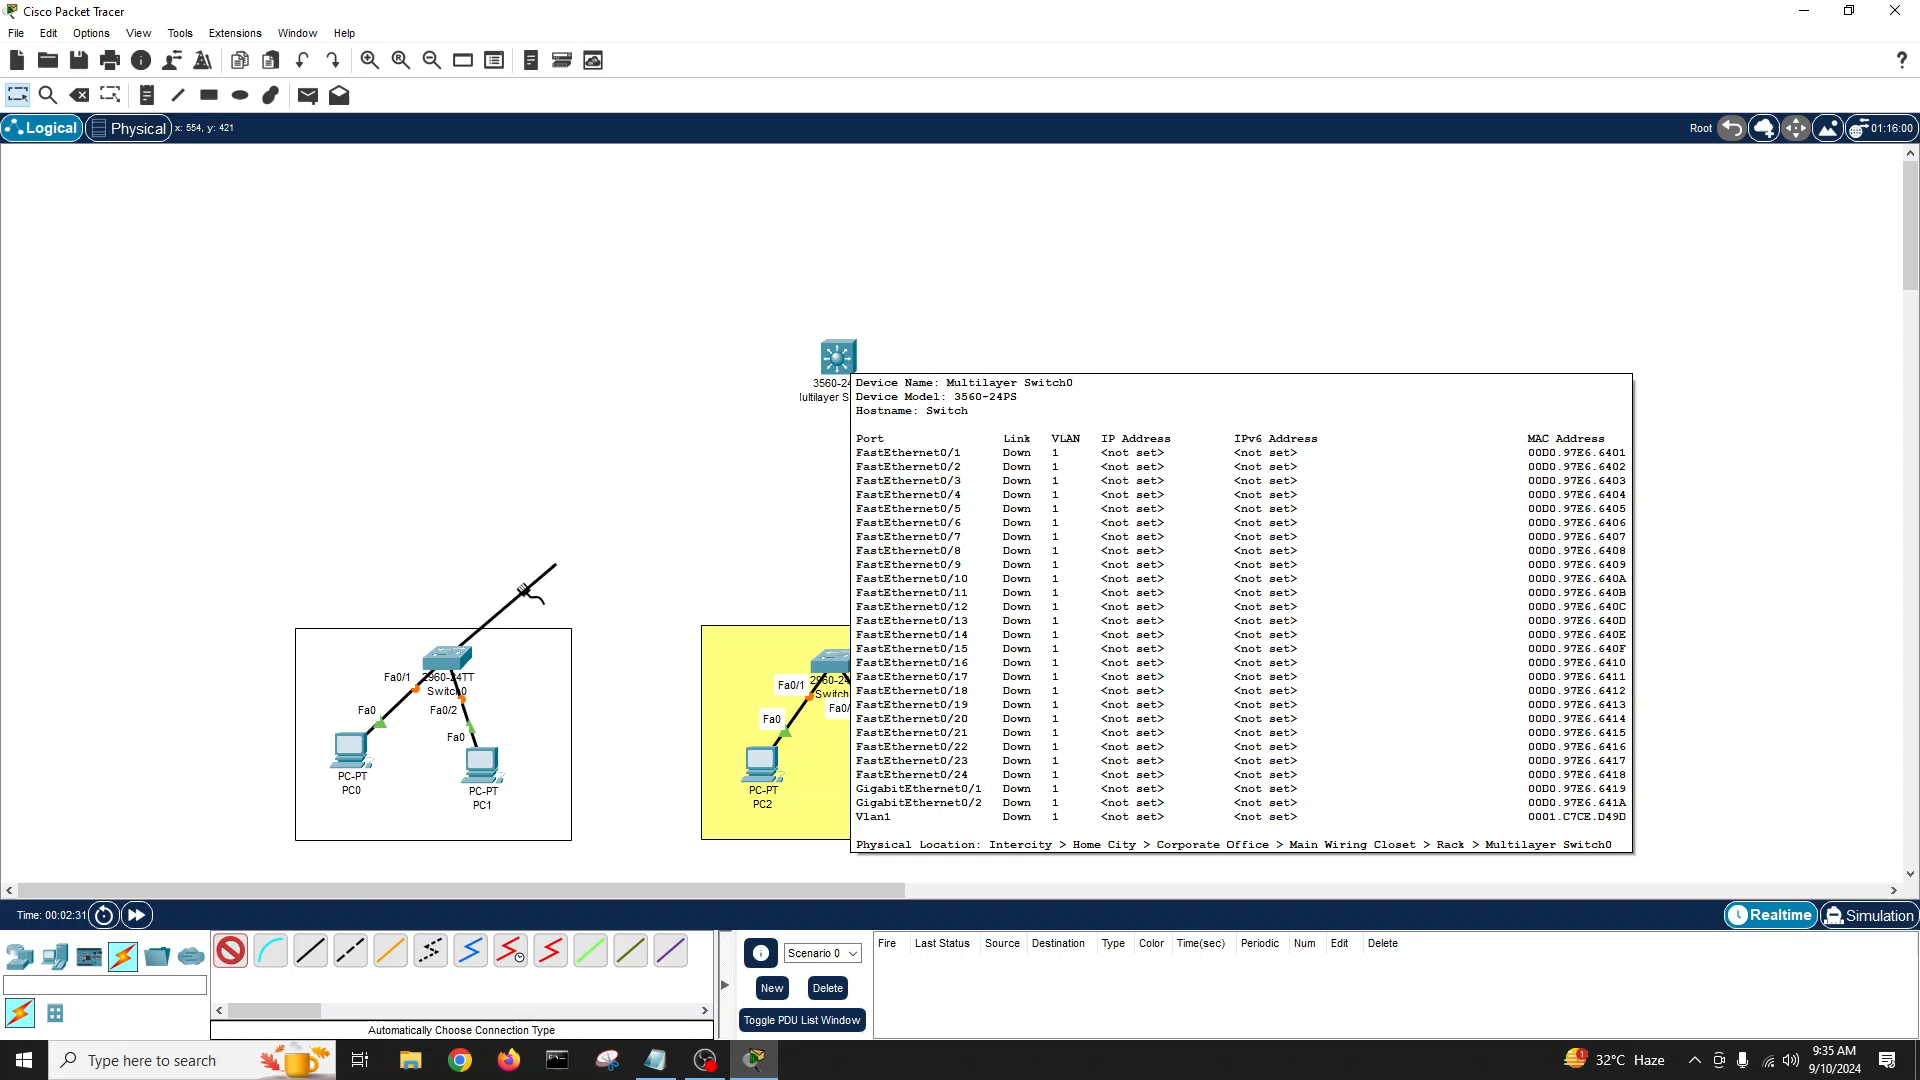 Cisco Packet Tracer
File Edit Options View Tools Extensions Window Help
Logical Physical x: 554, y: 421 Root 01:16:00
3560-24
Multilayer S
Device Name: Multilayer Switch0
Device Model: 3560-24PS
Hostname: Switch
Port Link VLAN IP Address IPv6 Address MAC Address
FastEthernet0/1 Down 1 <not set> <not set> 00D0.97E6.6401
FastEthernet0/2 Down 1 <not set> <not set> 00D0.97E6.6402
FastEthernet0/3 Down 1 <not set> <not set> 00D0.97E6.6403
FastEthernet0/4 Down 1 <not set> <not set> 00D0.97E6.6404
FastEthernet0/5 Down 1 <not set> <not set> 00D0.97E6.6405
FastEthernet0/6 Down 1 <not set> <not set> 00D0.97E6.6406
FastEthernet0/7 Down 1 <not set> <not set> 00D0.97E6.6407
FastEthernet0/8 Down 1 <not set> <not set> 00D0.97E6.6408
FastEthernet0/9 Down 1 <not set> <not set> 00D0.97E6.6409
FastEthernet0/10 Down 1 <not set> <not set> 00D0.97E6.640A
FastEthernet0/11 Down 1 <not set> <not set> 00D0.97E6.640B
FastEthernet0/12 Down 1 <not set> <not set> 00D0.97E6.640C
FastEthernet0/13 Down 1 <not set> <not set> 00D0.97E6.640D
FastEthernet0/14 Down 1 <not set> <not set> 00D0.97E6.640E
FastEthernet0/15 Down 1 <not set> <not set> 00D0.97E6.640F
FastEthernet0/16 Down 1 <not set> <not set> 00D0.97E6.6410
FastEthernet0/17 Down 1 <not set> <not set> 00D0.97E6.6411
FastEthernet0/18 Down 1 <not set> <not set> 00D0.97E6.6412
FastEthernet0/19 Down 1 <not set> <not set> 00D0.97E6.6413
FastEthernet0/20 Down 1 <not set> <not set> 00D0.97E6.6414
FastEthernet0/21 Down 1 <not set> <not set> 00D0.97E6.6415
FastEthernet0/22 Down 1 <not set> <not set> 00D0.97E6.6416
FastEthernet0/23 Down 1 <not set> <not set> 00D0.97E6.6417
FastEthernet0/24 Down 1 <not set> <not set> 00D0.97E6.6418
GigabitEthernet0/1 Down 1 <not set> <not set> 00D0.97E6.6419
GigabitEthernet0/2 Down 1 <not set> <not set> 00D0.97E6.641A
Vlan1 Down 1 <not set> <not set> 0001.C7CE.D49D
Physical Location: Intercity > Home City > Corporate Office > Main Wiring Closet > Rack > Multilayer Switch0
Fa0/1 2960-24TT
Switch0
Fa0 Fa0/2
Fa0
PC-PT
PC0
PC-PT
PC1
Fa0/1 2960-24
Switch
Fa0/
Fa0
PC-PT
PC2
Time: 00:02:31 Realtime Simulation
Scenario 0
New Delete
Toggle PDU List Window
Fire Last Status Source Destination Type Color Time(sec) Periodic Num Edit Delete
Automatically Choose Connection Type
Type here to search
32°C Haze
9:35 AM
9/10/2024